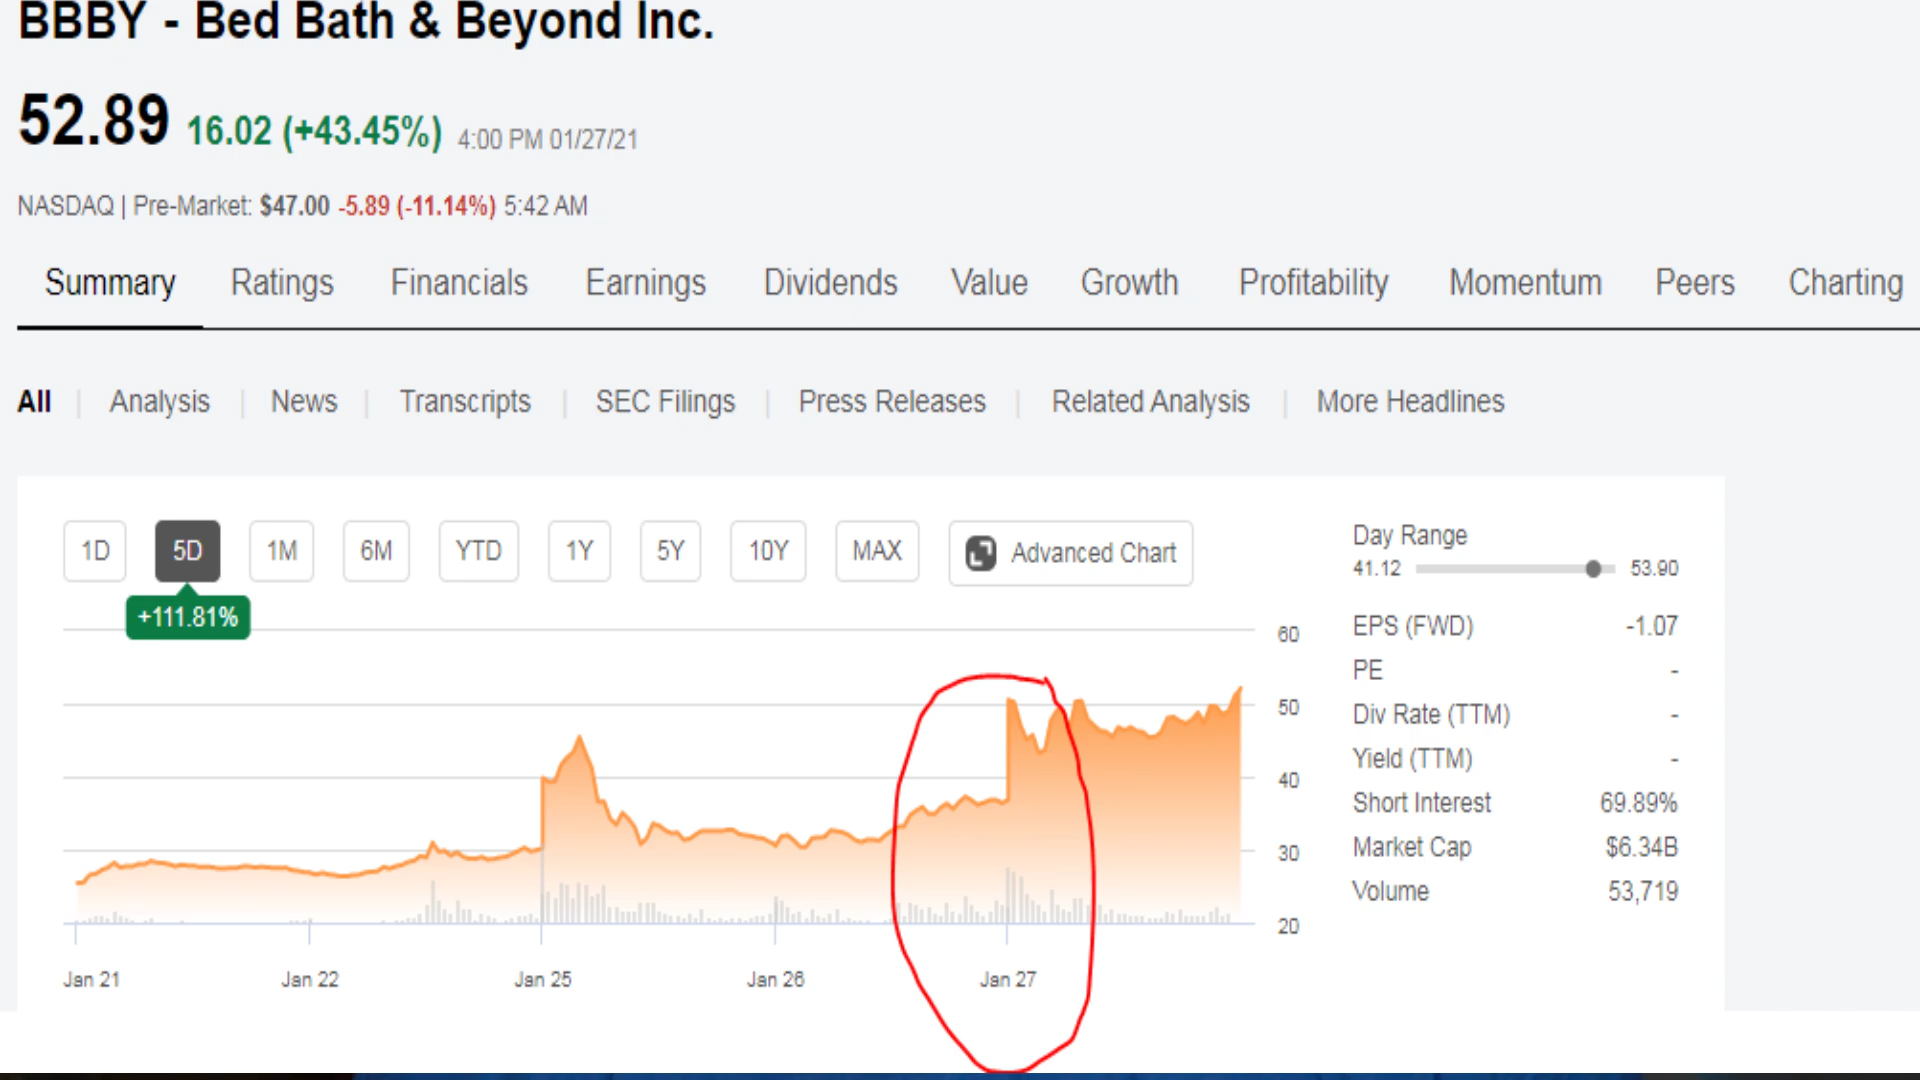 BBBY - Bed Bath & Beyond Inc.
52.89 16.02 (+43.45%) 4:00 PM 01/27/21
NASDAQ | Pre-Market: $47.00 -5.89 (-11.14%) 5:42 AM
Summary Ratings Financials Earnings Dividends Value Growth Profitability Momentum Peers Charting
All | Analysis | News | Transcripts | SEC Filings | Press Releases | Related Analysis | More Headlines
1D 5D 1M 6M YTD 1Y 5Y 10Y MAX Advanced Chart
+111.81%
60
50
40
30
20
Jan 21 Jan 22 Jan 25 Jan 26 Jan 27
Day Range
41.12 53.90
EPS (FWD) -1.07
PE -
Div Rate (TTM) -
Yield (TTM) -
Short Interest 69.89%
Market Cap $6.34B
Volume 53,719